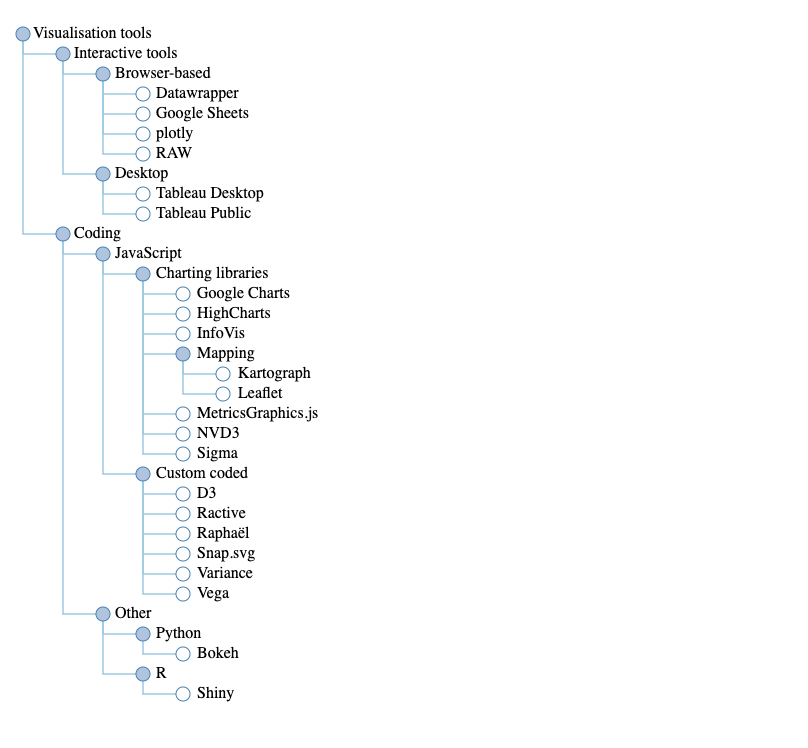 Visualisation tools
Interactive tools
Browser-based
Datawrapper
Google Sheets
plotly
RAW
Desktop
Tableau Desktop
Tableau Public
Coding
JavaScript
Charting libraries
Google Charts
HighCharts
InfoVis
Mapping
Kartograph
Leaflet
MetricsGraphics.js
NVD3
Sigma
Custom coded
D3
Ractive
Raphaël
Snap.svg
Variance
Vega
Other
Python
Bokeh
R
Shiny